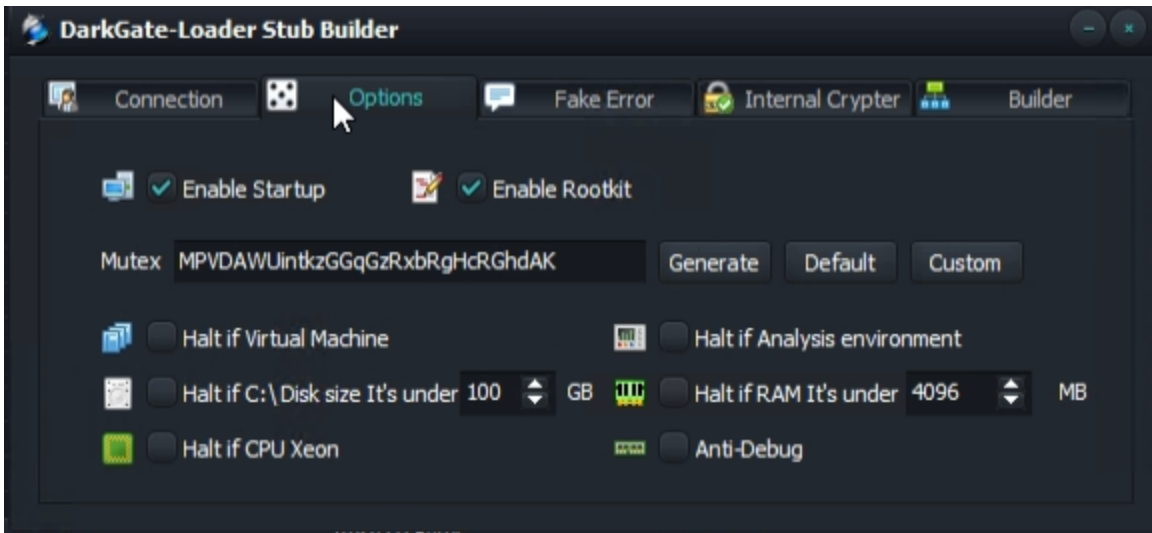 DarkGate-Loader Stub Builder
Connection Options Fake Error Internal Crypter Builder
Enable Startup Enable Rootkit
Mutex MPVDAWUintkzGGqGzRxbRgHcRGhdAK Generate Default Custom
Halt if Virtual Machine Halt if Analysis environment
Halt if C:\Disk size It's under 100 GB Halt if RAM It's under 4096 MB
Halt if CPU Xeon Anti-Debug